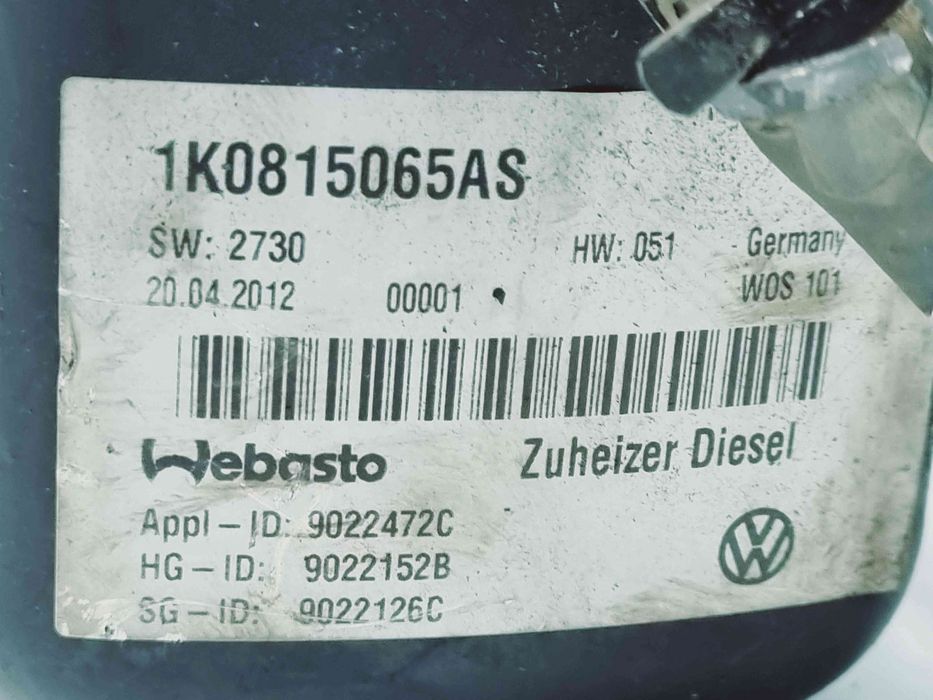 1K0815065AS
SW: 2730 HW: 051 Germany
20.04.2012 00001 WOS 101
Webasto Zuheizer Diesel
Appl-ID: 9022472C
HG-ID: 9022152B
SG-ID: 9022126C
VW